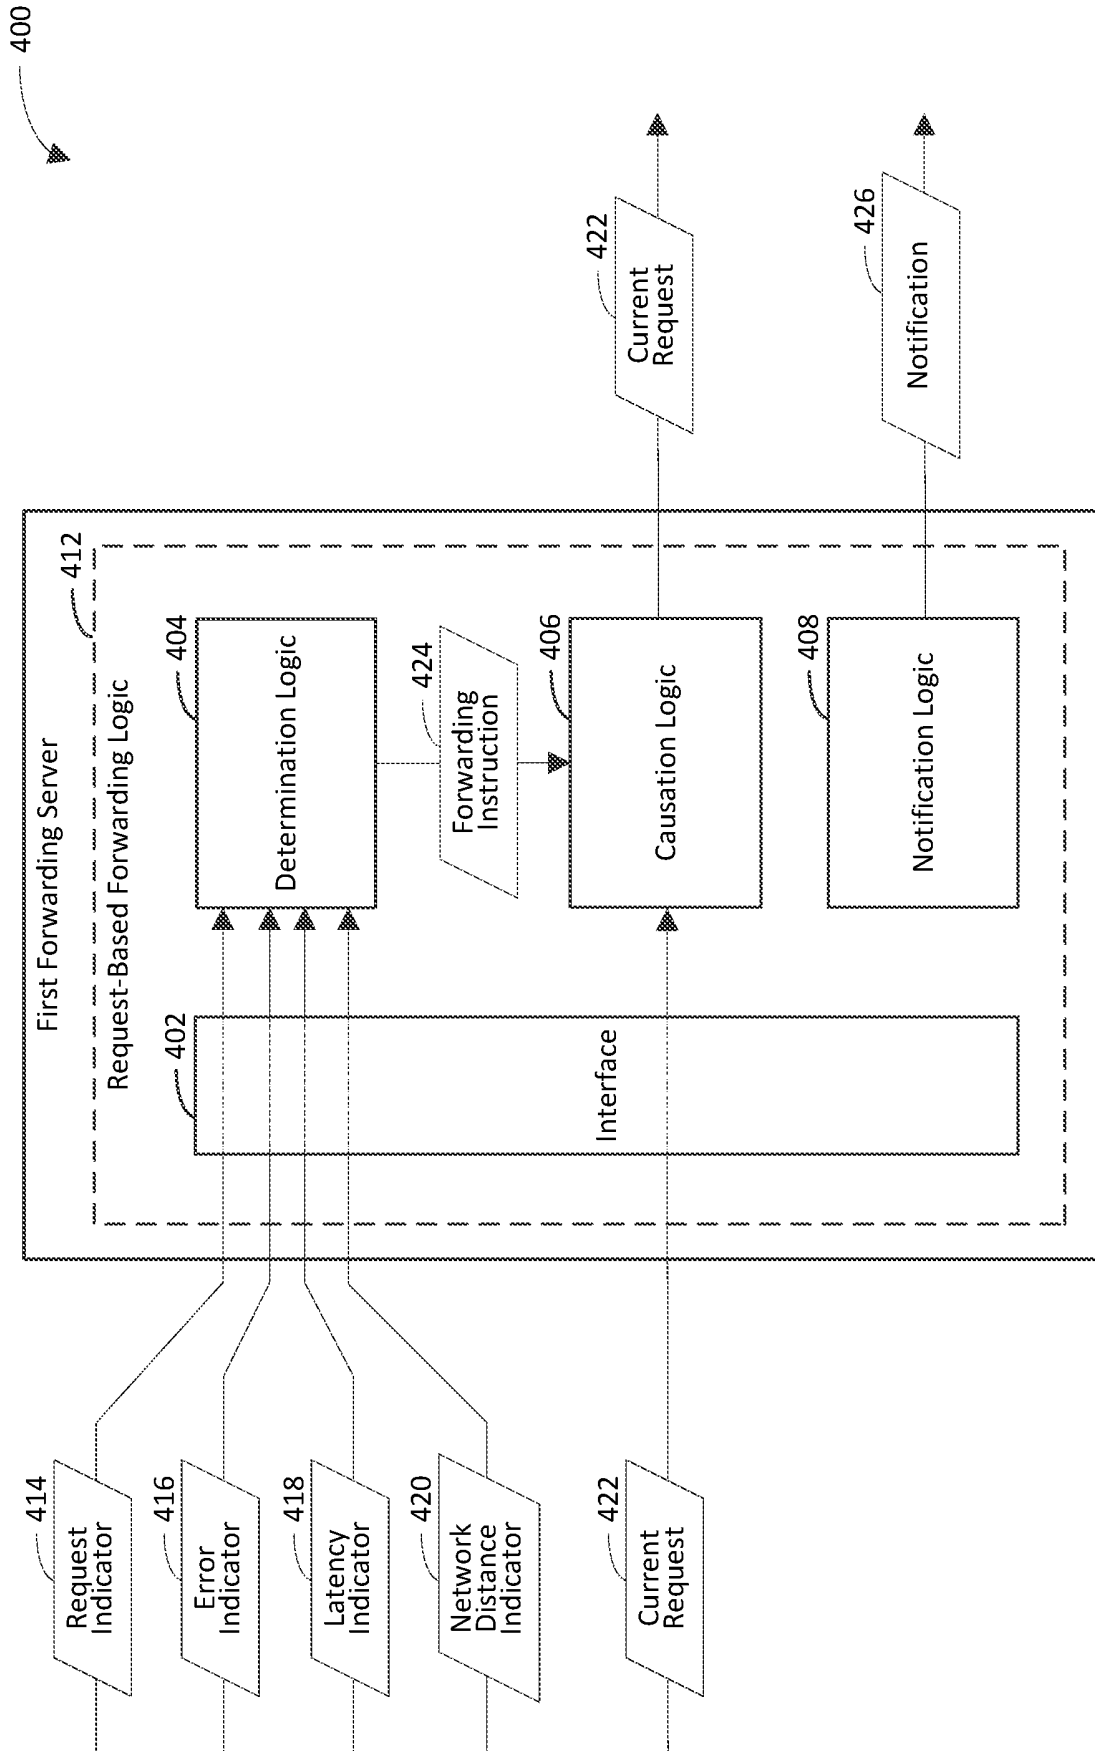 400
First Forwarding Server
412
Request-Based Forwarding Logic
414
Request
Indicator
416
Error
Indicator
418
Latency
Indicator
420
Network
Distance
Indicator
422
Current
Request
402
Interface
404
Determination Logic
424
Forwarding
Instruction
406
Causation Logic
408
Notification Logic
422
Current
Request
426
Notification